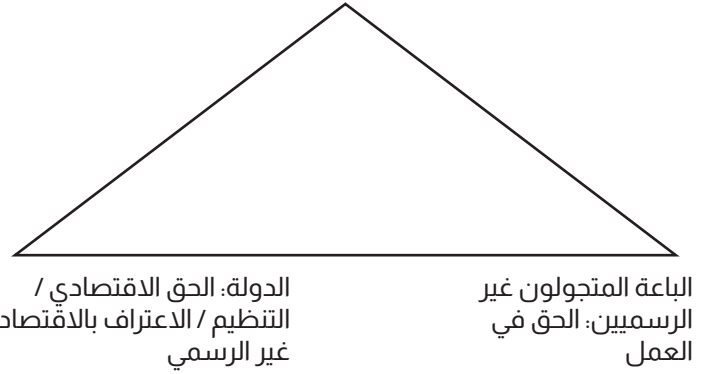 الباعة المتجولون غير
الرسميين: الحق في
العمل
الدولة: الحق الاقتصادي /
التنظيم / الاعتراف بالاقتصاد
غير الرسمي